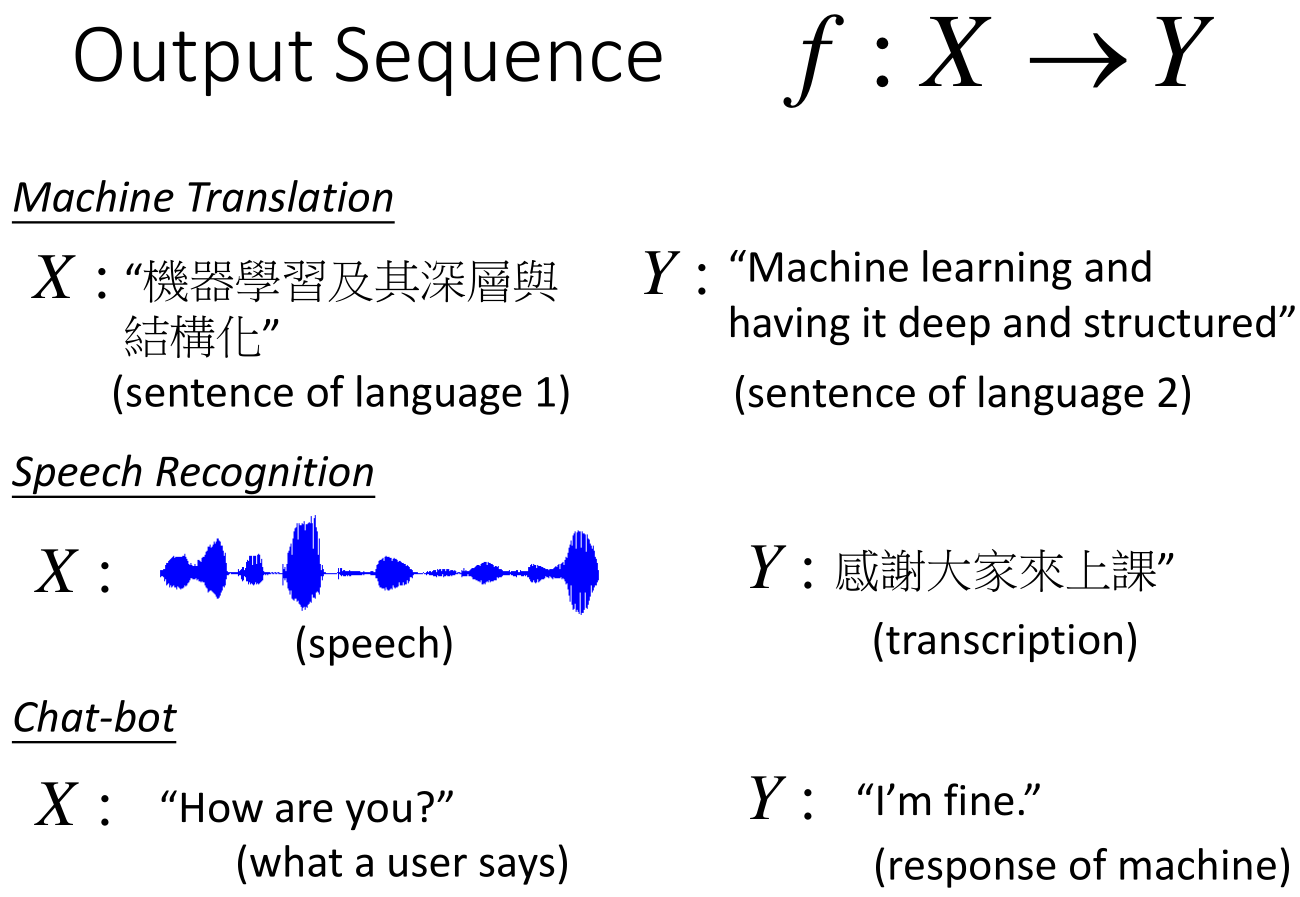 Output Sequence f : X → Y
Machine Translation
X : “機器學習及其深層與
結構化”
(sentence of language 1)
Y : “Machine learning and
having it deep and structured”
(sentence of language 2)
Speech Recognition
X :
(speech)
Y : 感謝大家來上課”
(transcription)
Chat-bot
X : “How are you?”
(what a user says)
Y : “I’m fine.”
(response of machine)